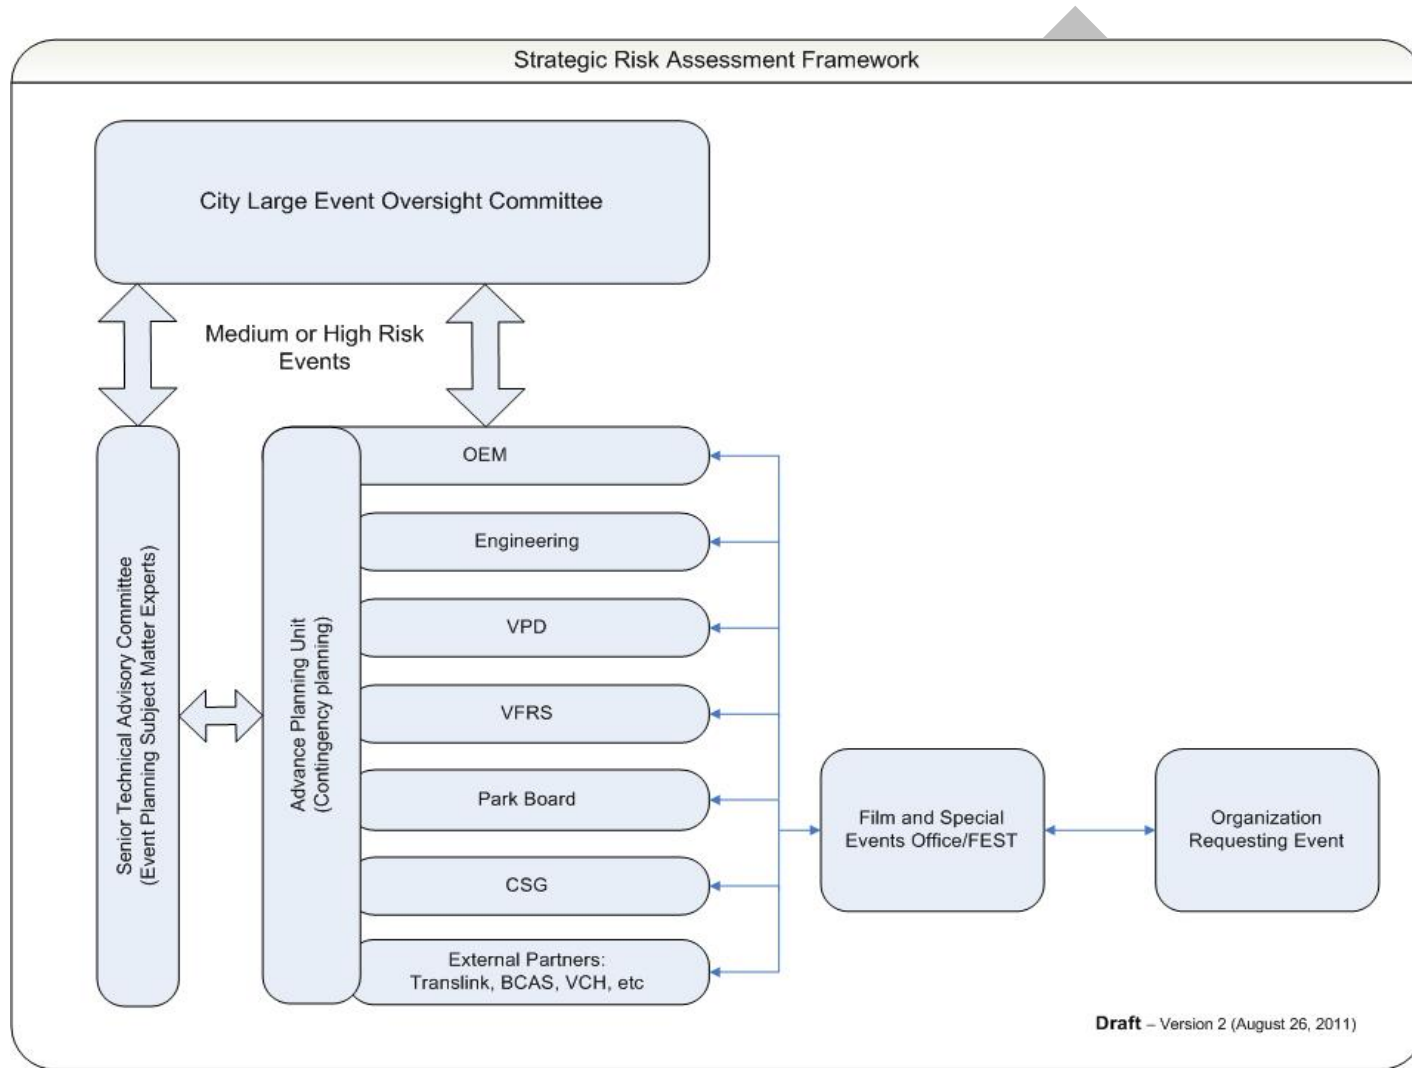 Strategic Risk Assessment Framework
City Large Event Oversight Committee
Medium or High Risk
Events
Senior Technical Advisory Committee
(Event Planning Subject Matter Experts)
Advance Planning Unit
(Contingency planning)
OEM
Engineering
VPD
VFRS
Park Board
CSG
External Partners:
Translink, BCAS, VCH, etc
Film and Special
Events Office/FEST
Organization
Requesting Event
Draft – Version 2 (August 26, 2011)